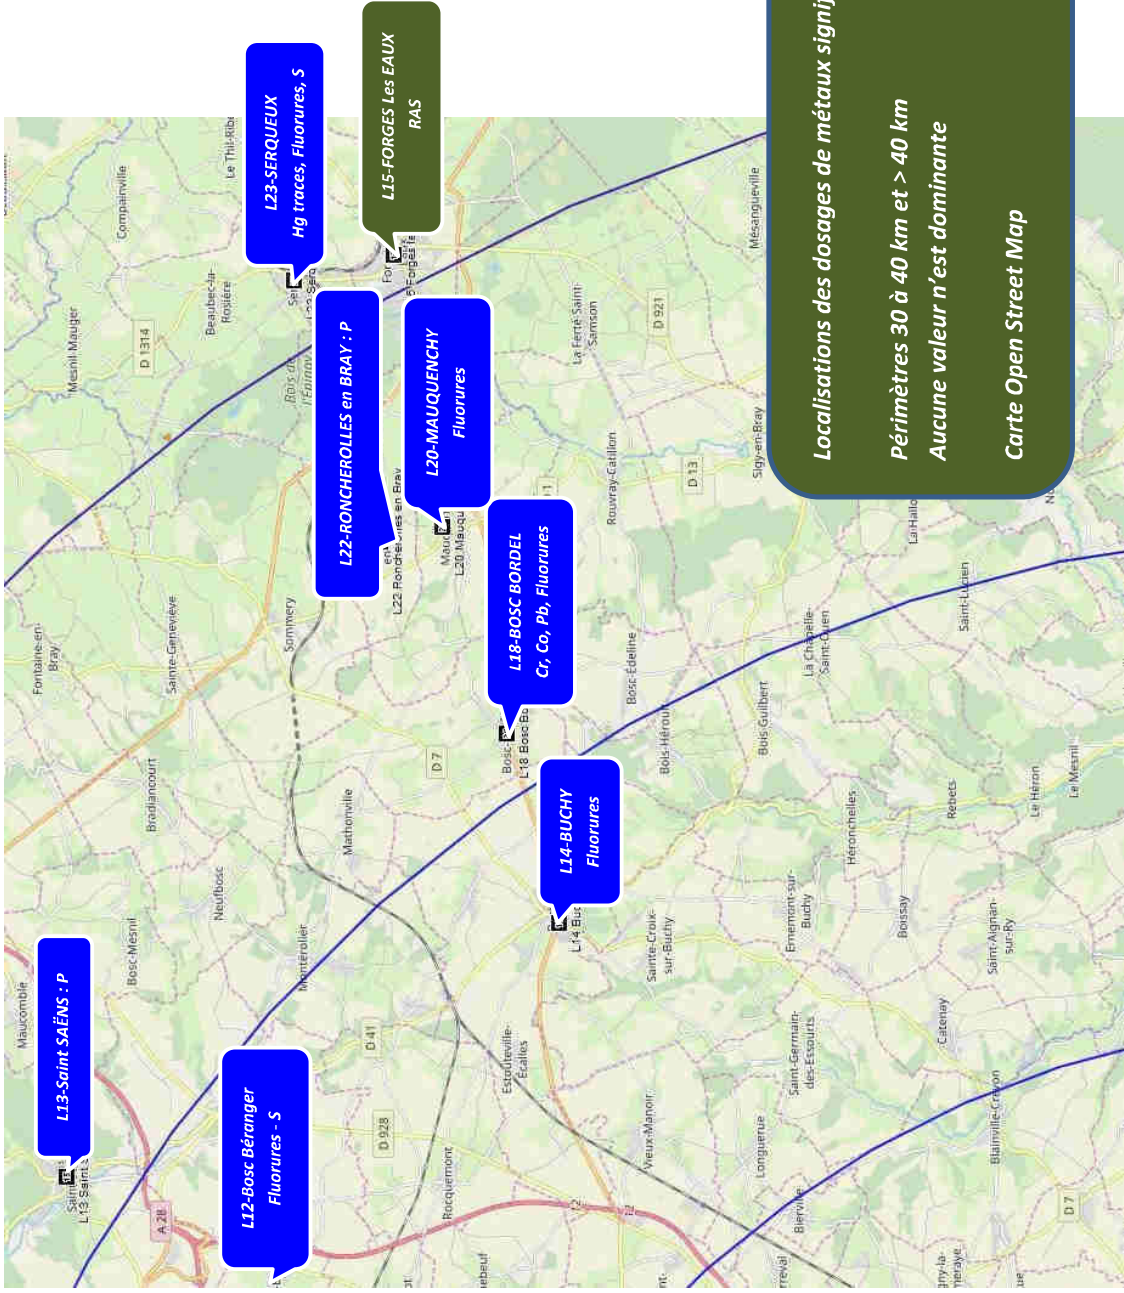 L13-Saint SAËNS : P
L12-Bosc Béranger
Fluorures - S
L23-SERQUEUX
Hg traces, Fluorures, S
L15-FORGES Les EAUX
RAS
L22-RONCHEROLLES en BRAY : P
L20-MAUQUENCHY
Fluorures
L18-BOSC BORDEL
Cr, Co, Pb, Fluorures
L14-BUCHY
Fluorures
Localisations des dosages de métaux
Périmètres 30 à 40 km et > 40 km
Aucune valeur n'est dominante
Carte Open Street Map
Maucomble
Bosc-Mesnil
Bradiancourt
Neufbosc
Montérolier
Mathonville
Fontaine-en-
Bray
Sainte-Geneviève
Sommery
Mesnil-Mauger
Compainville
Beaubec-la-
Rosière
D 1314
L13 Saint
A 28
D 928
D 41
D 7
Rocquemont
Estouteville-
Écalles
Vieux-Manoir
Longuerue
Bierville
Saint-Germain-
des-Essourts
Blainville-Crevon
D 7
Catenay
Sainte-Croix-
sur-Buchy
Ernemont-sur-
Buchy
Boissay
Saint-Aignan-
sur-Ry
Héronchelles
Rebets
Le Héron
Le Mesnil
Bois-Guilbert
Bois-Héroult
Bosc-Édeline
La Chapelle-
Saint-Ouen
Saint-Lucien
Rouvray-Catillon
D 13
Sigy-en-Bray
La Ferté-Saint-
Samson
D 921
Mésangueville